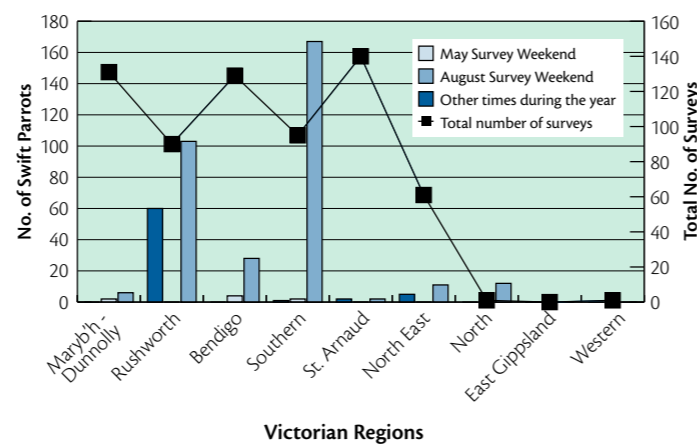 No. of Swift Parrots
180
160
140
120
100
80
60
40
20
0
May Survey Weekend
August Survey Weekend
Other times during the year
Total number of surveys
160
140
120
100
80
60
40
20
0
Total No. of Surveys
Maryb'h -
Dunnolly
Rushworth
Bendigo
Southern
St. Arnaud
North East
North
East Gippsland
Western
Victorian Regions